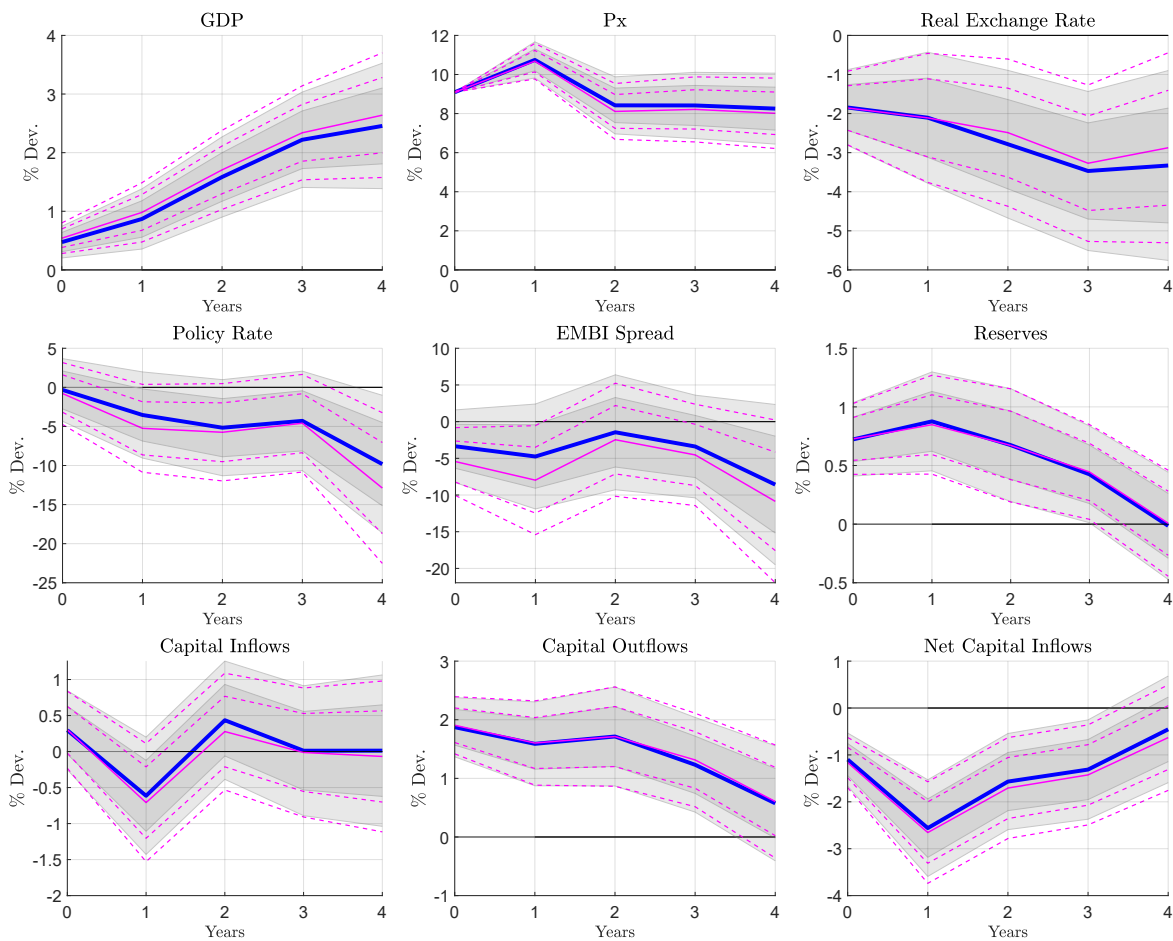 GDP
Px
Real Exchange Rate
% Dev.
4
3
2
1
0
% Dev.
12
10
8
6
4
2
0
% Dev.
0
-1
-2
-3
-4
-5
-6
0 1 2 3 4
0 1 2 3 4
0 1 2 3 4
Years
Years
Years
Policy Rate
EMBI Spread
Reserves
% Dev.
5
0
-5
-10
-15
-20
-25
% Dev.
10
5
0
-5
-10
-15
-20
% Dev.
1.5
1
0.5
0
-0.5
0 1 2 3 4
0 1 2 3 4
0 1 2 3 4
Years
Years
Years
Capital Inflows
Capital Outflows
Net Capital Inflows
% Dev.
1
0.5
0
-0.5
-1
-1.5
-2
% Dev.
3
2
1
0
-1
% Dev.
1
0
-1
-2
-3
-4
0 1 2 3 4
0 1 2 3 4
0 1 2 3 4
Years
Years
Years